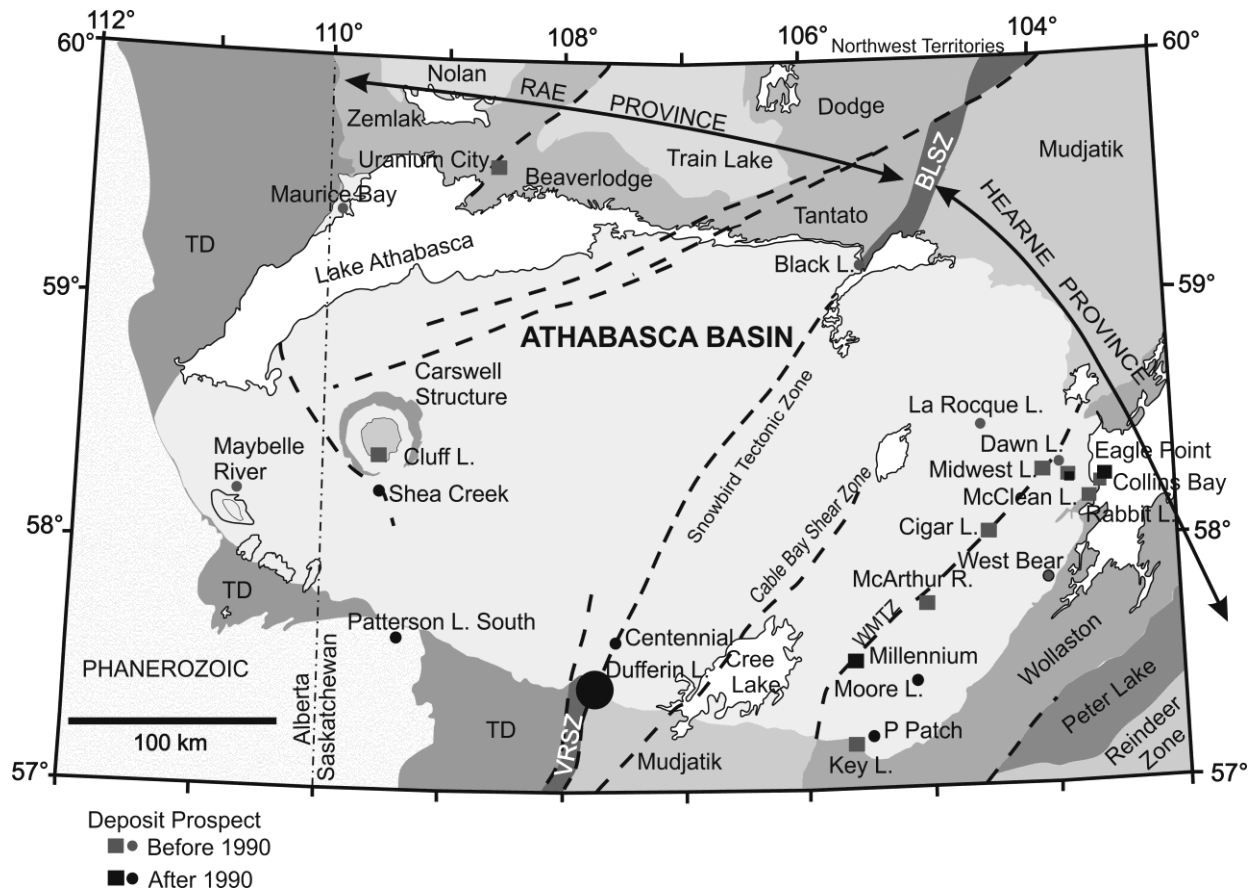 112°
110°
108°
106°
104°
60°
Northwest Territories
60°
Nolan
RAE PROVINCE
Dodge
Zemlak
Uranium City
Train Lake
Mudjatik
Beaverlodge
BLSZ
Maurice Bay
HEARNE PROVINCE
TD
Tantato
Lake Athabasca
Black L.
59°
59°
ATHABASCA BASIN
Carswell
Structure
Snowbird Tectonic Zone
La Rocque L.
Maybelle
River
Cluff L.
Dawn L.
Eagle Point
Midwest L.
Collins Bay
Shea Creek
McClean L.
Rabbit L.
58°
58°
Cigar L.
Cable Bay Shear Zone
West Bear
TD
McArthur R.
Patterson L. South
WMTZ
Centennial
Wollaston
PHANEROZOIC
Dufferin L.
Cree
Lake
Millennium
Moore L.
Peter Lake
Alberta
Saskatchewan
100 km
TD
VRSZ
P Patch
Reindeer
Zone
Mudjatik
Key L.
57°
57°
Deposit Prospect
Before 1990
After 1990